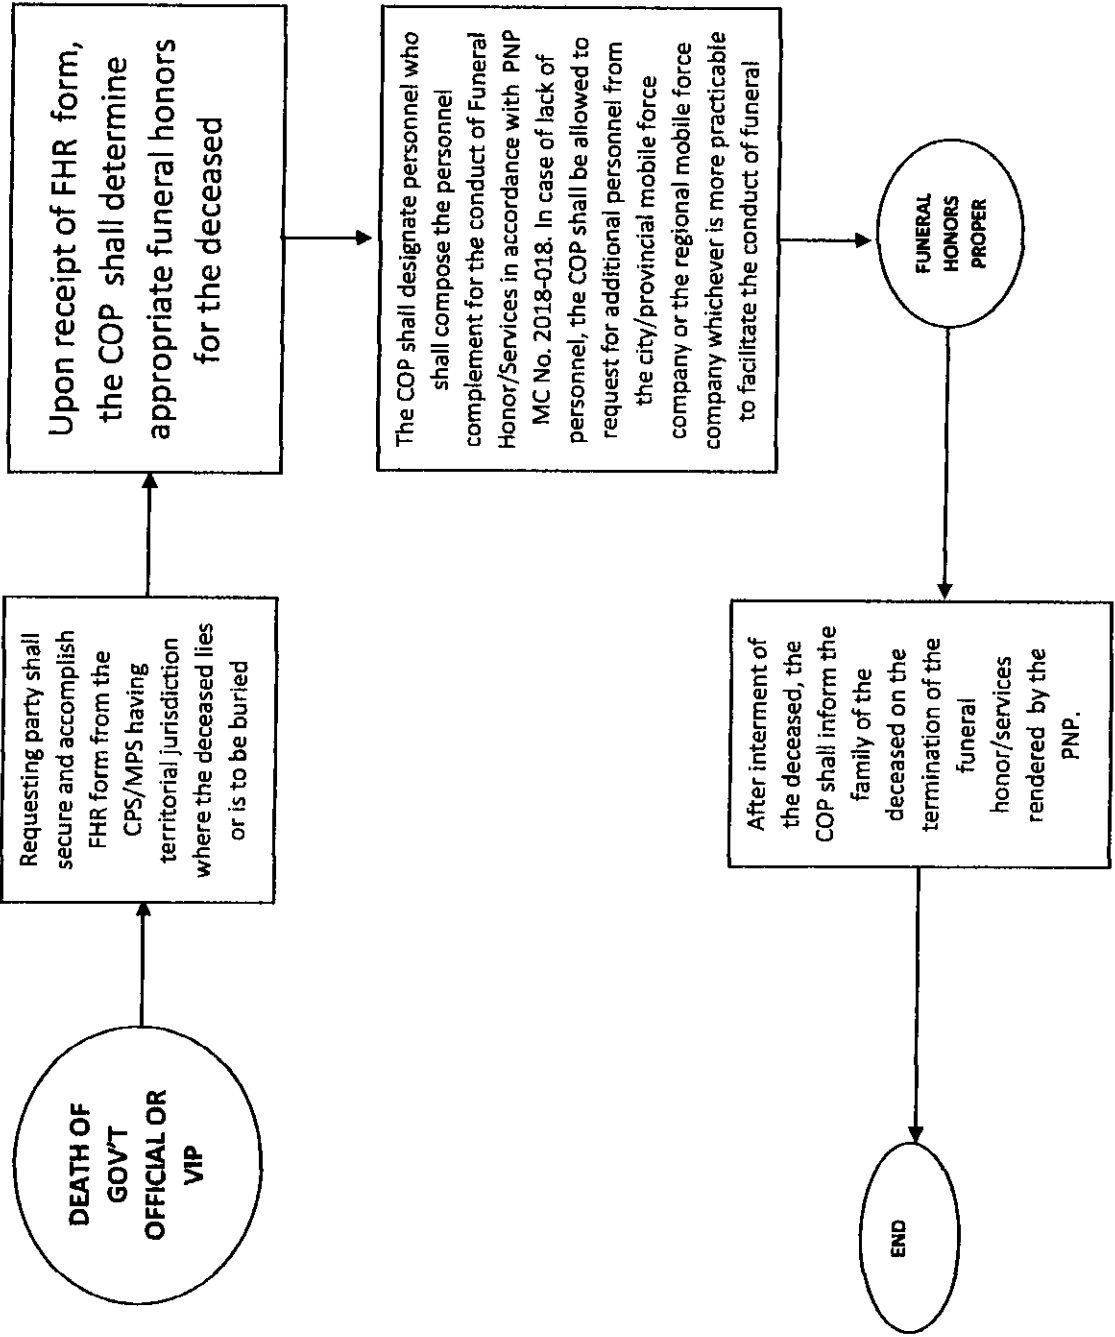 DEATH OF
GOV'T
OFFICIAL OR
VIP
Requesting party shall
secure and accomplish
FHR form from the
CPS/MPS having
territorial jurisdiction
where the deceased lies
or is to be buried
Upon receipt of FHR form,
the COP shall determine
appropriate funeral honors
for the deceased
The COP shall designate personnel who
shall compose the personnel
complement for the conduct of Funeral
Honor/Services in accordance with PNP
MC No. 2018-018. In case of lack of
personnel, the COP shall be allowed to
request for additional personnel from
the city/provincial mobile force
company or the regional mobile force
company whichever is more practicable
to facilitate the conduct of funeral
FUNERAL
HONORS
PROPER
After interment of
the deceased, the
COP shall inform the
family of the
deceased on the
termination of the
funeral
honor/services
rendered by the
PNP.
END